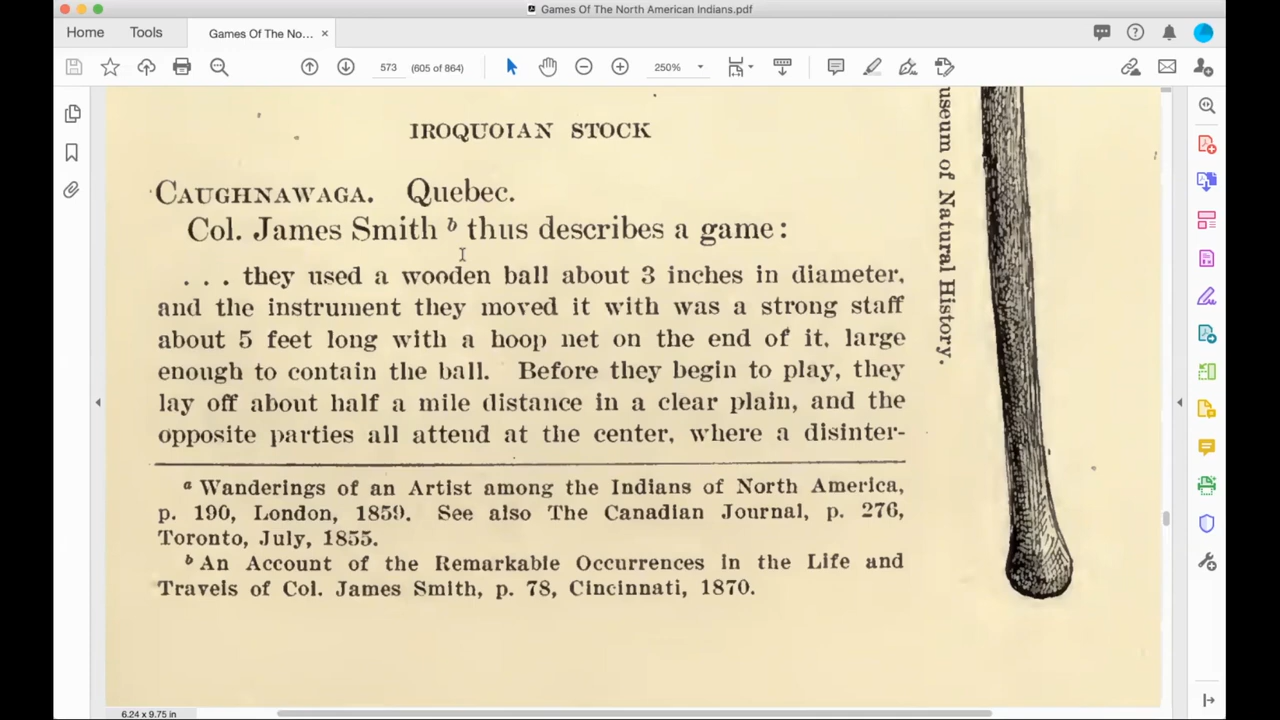 Games Of The North American Indians.pdf
Home
Tools
Games Of The No... ×
573 (605 of 864)
250%
IROQUOIAN STOCK
CAUGHNAWAGA. Quebec.
Col. James Smith b thus describes a game:
. . . they used a wooden ball about 3 inches in diameter,
and the instrument they moved it with was a strong staff
about 5 feet long with a hoop net on the end of it, large
enough to contain the ball. Before they begin to play, they
lay off about half a mile distance in a clear plain, and the
opposite parties all attend at the center, where a disinter-
a Wanderings of an Artist among the Indians of North America,
p. 190, London, 1859. See also The Canadian Journal, p. 276,
Toronto, July, 1855.
b An Account of the Remarkable Occurrences in the Life and
Travels of Col. James Smith, p. 78, Cincinnati, 1870.
useum of Natural History.
6.24 x 9.75 in